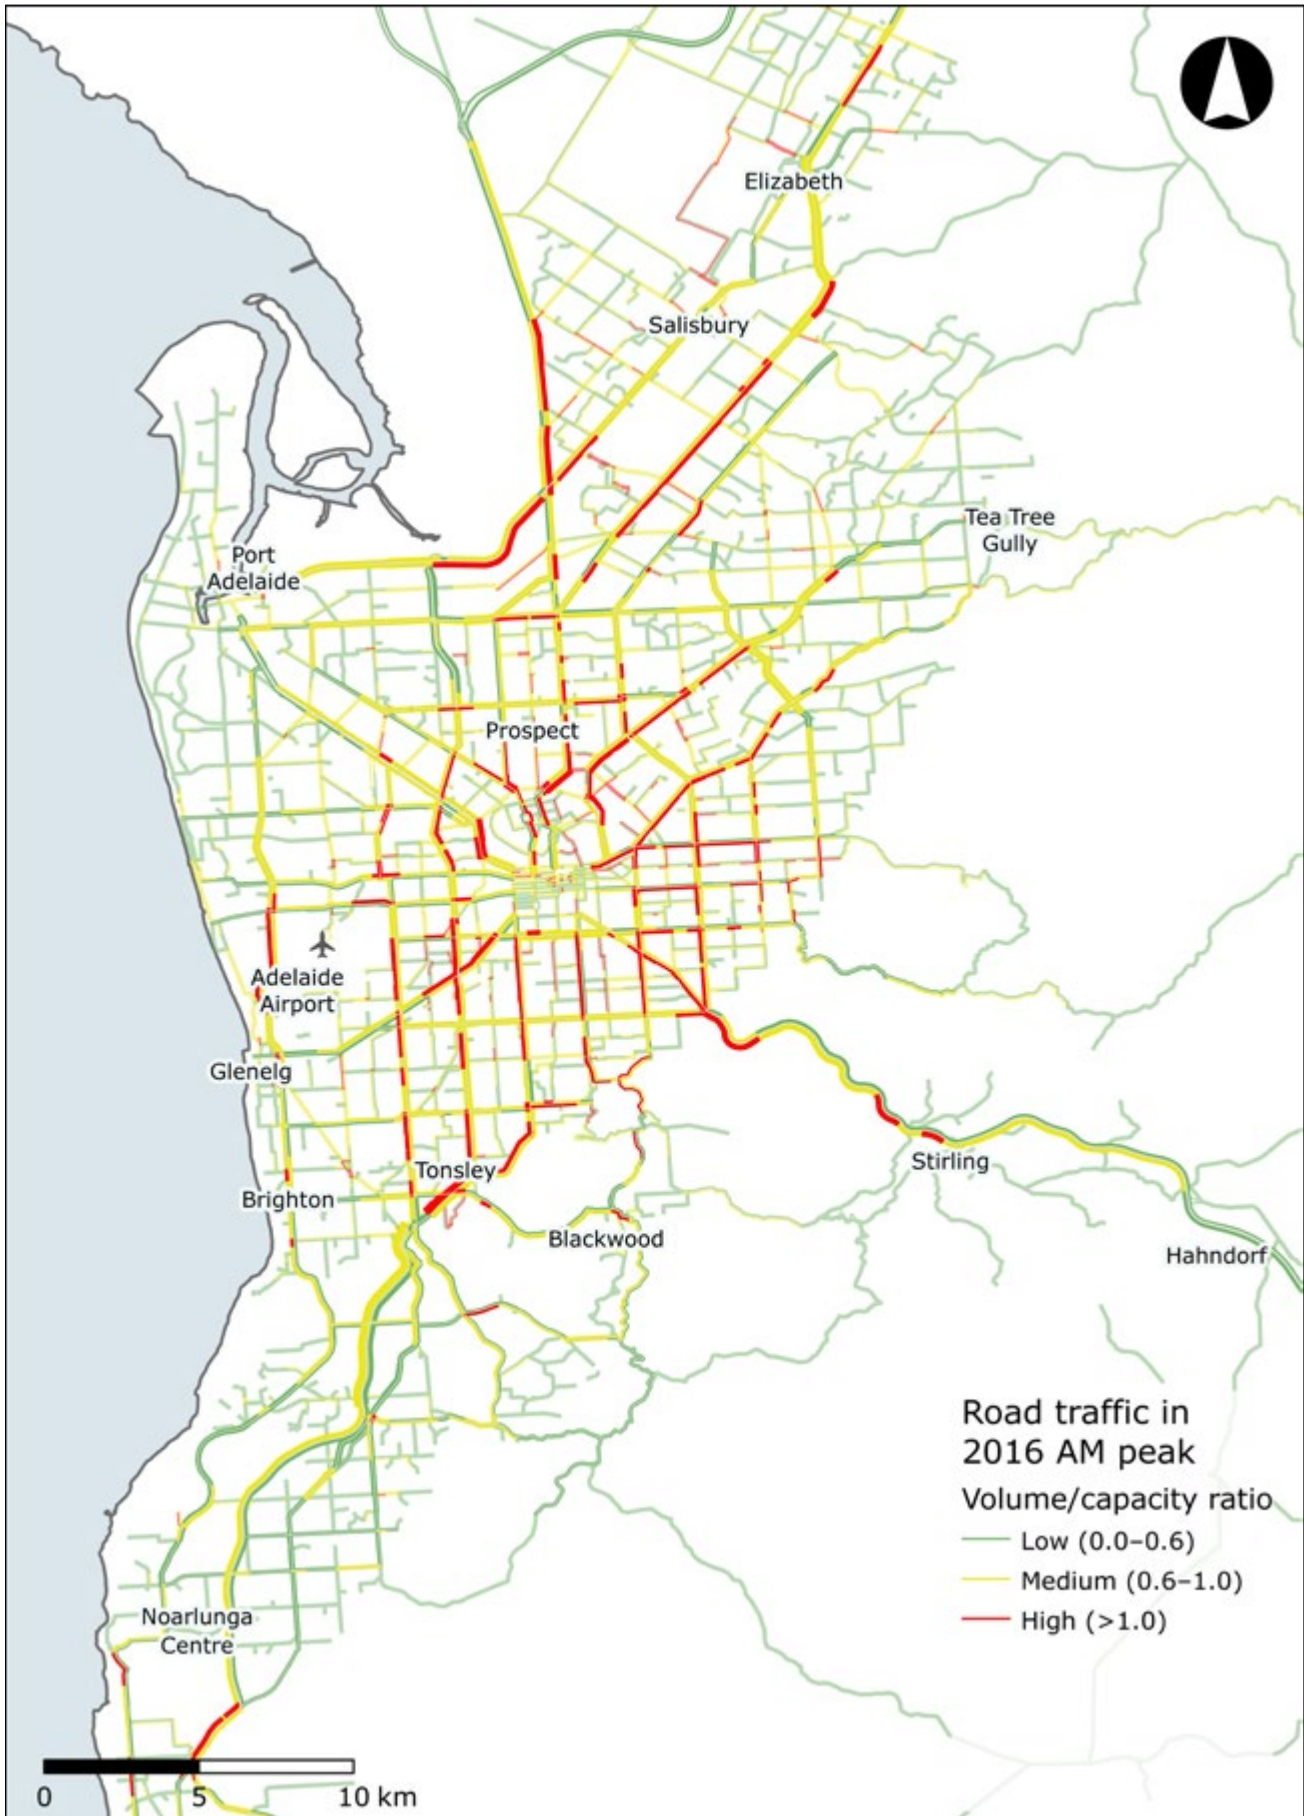 Elizabeth
Salisbury
Tea Tree
Gully
Port
Adelaide
Prospect
Adelaide
Airport
Glenelg
Tonsley
Stirling
Brighton
Blackwood
Hahndorf
Road traffic in
2016 AM peak
Volume/capacity ratio
Low (0.0–0.6)
Medium (0.6–1.0)
High (>1.0)
Noarlunga
Centre
0 5 10 km